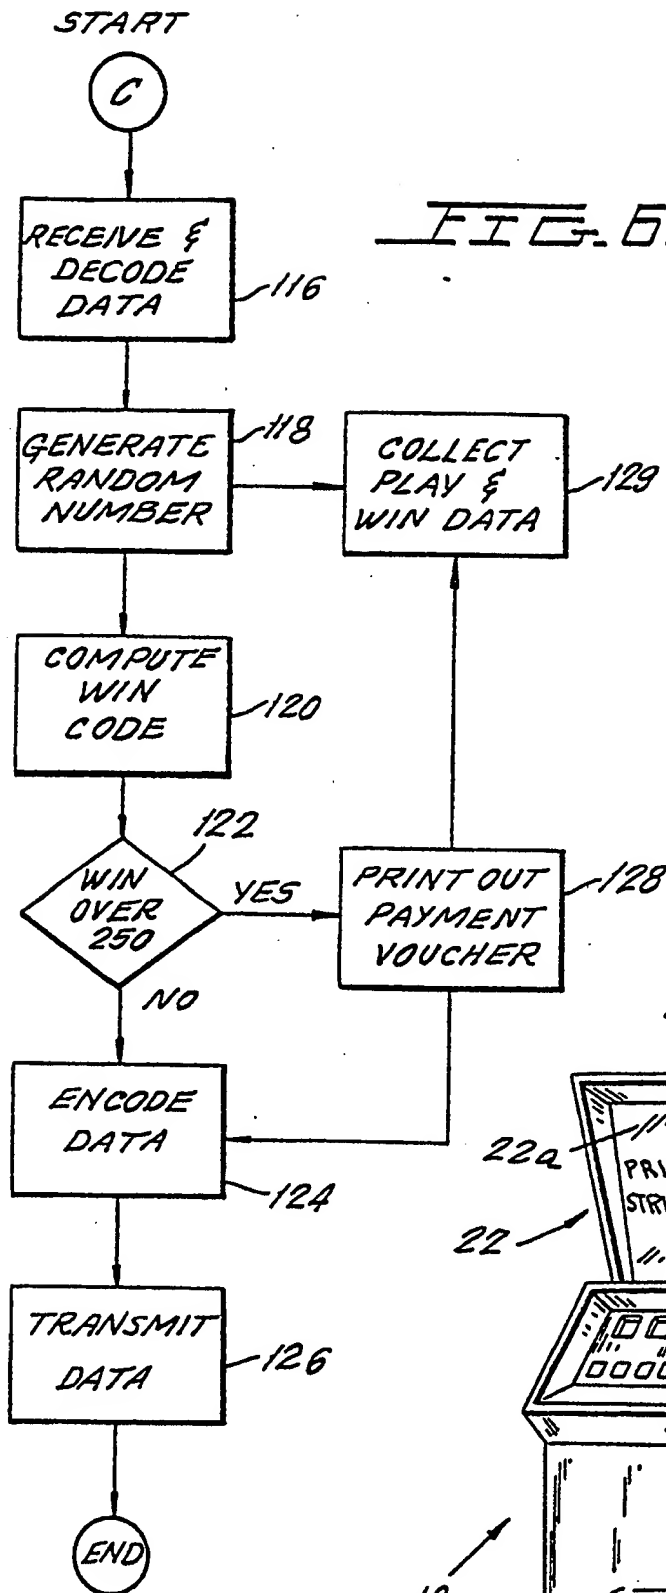 START
C
FIG. 6.
RECEIVE &
DECODE
DATA
116
GENERATE
RANDOM
NUMBER
118
COLLECT
PLAY &
WIN DATA
129
COMPUTE
WIN
CODE
120
WIN
OVER
250
122
YES
NO
PRINT OUT
PAYMENT
VOUCHER
128
ENCODE
DATA
124
22a
22
TRANSMIT
DATA
126
END